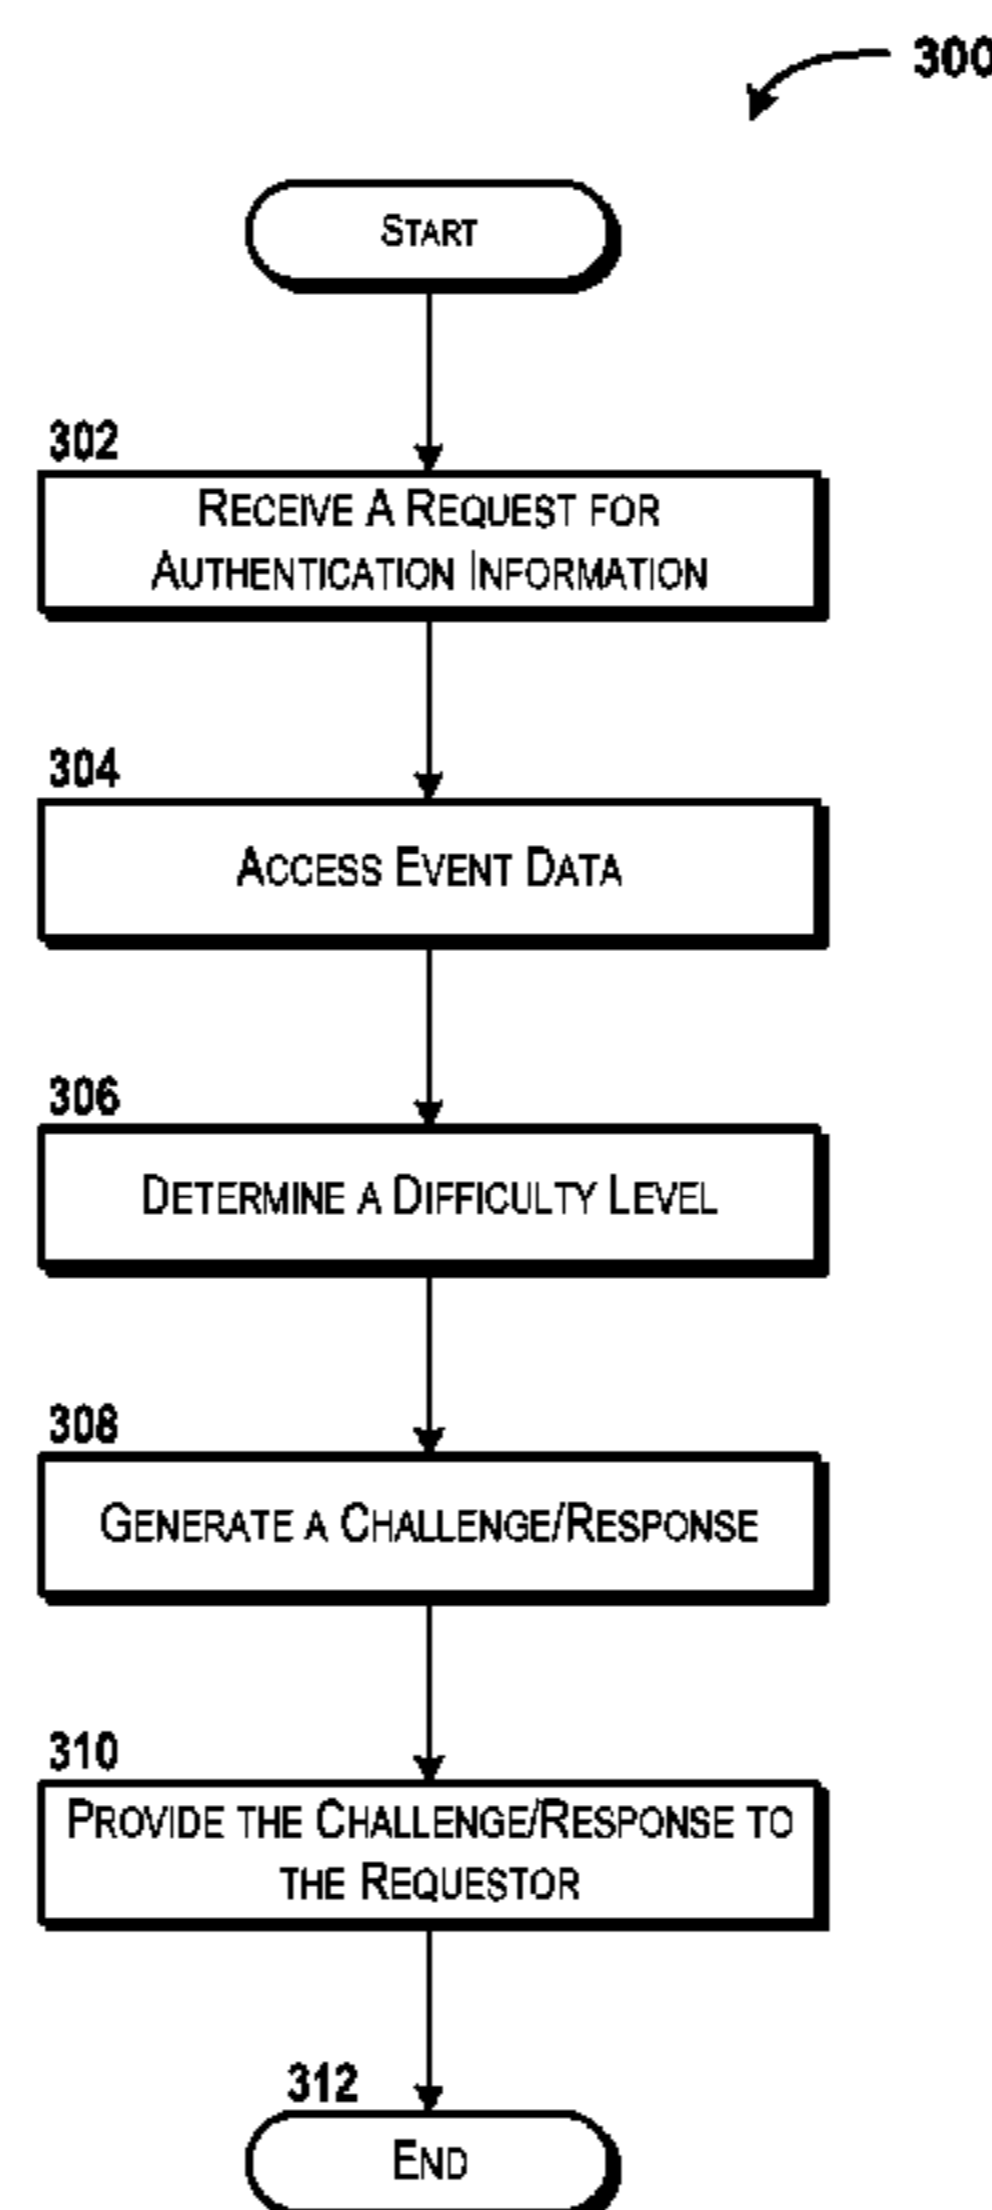 300
START
302
RECEIVE A REQUEST FOR
AUTHENTICATION INFORMATION
304
ACCESS EVENT DATA
306
DETERMINE A DIFFICULTY LEVEL
308
GENERATE A CHALLENGE/RESPONSE
310
PROVIDE THE CHALLENGE/RESPONSE TO
THE REQUESTOR
312
END